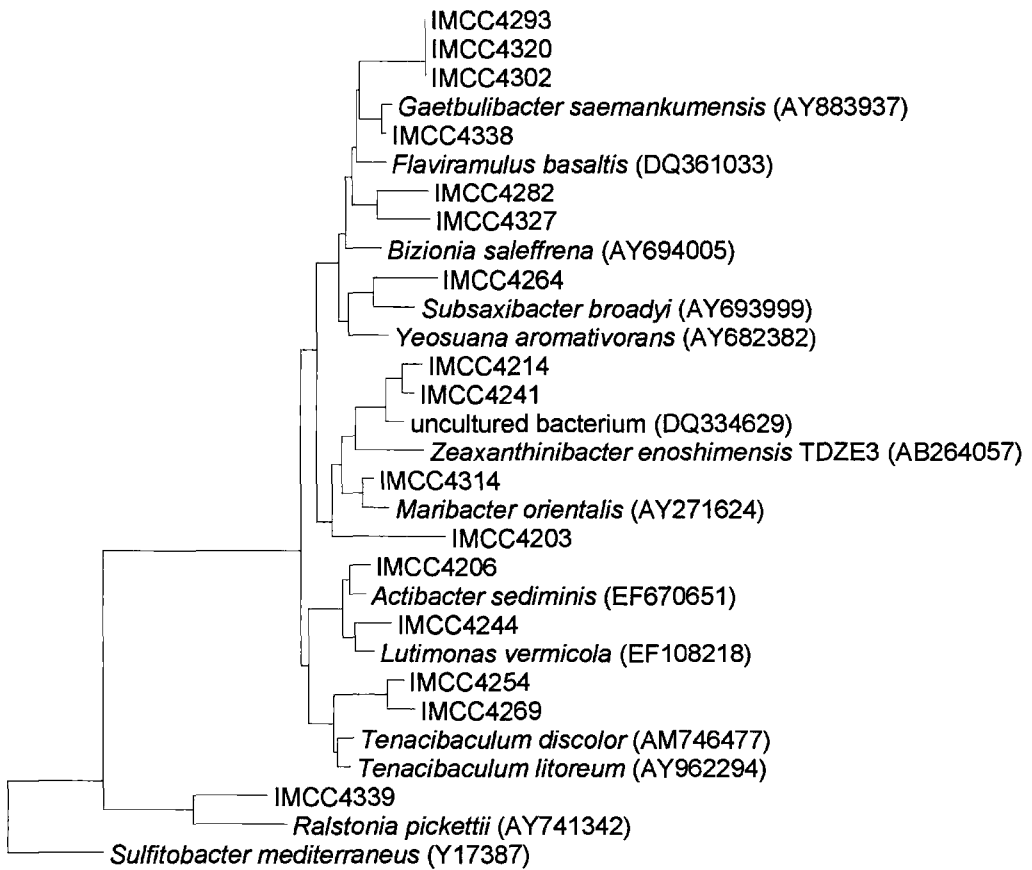 IMCC4293
IMCC4320
IMCC4302
Gaetbulibacter saemankumensis (AY883937)
IMCC4338
Flaviramulus basaltis (DQ361033)
IMCC4282
IMCC4327
Bizionia saleffrena (AY694005)
IMCC4264
Subsaxibacter broadyi (AY693999)
Yeosuana aromativorans (AY682382)
IMCC4214
IMCC4241
uncultured bacterium (DQ334629)
Zeaxanthinibacter enoshimensis TDZE3 (AB264057)
IMCC4314
Maribacter orientalis (AY271624)
IMCC4203
IMCC4206
Actibacter sediminis (EF670651)
IMCC4244
Lutimonas vermicola (EF108218)
IMCC4254
IMCC4269
Tenacibaculum discolor (AM746477)
Tenacibaculum litoreum (AY962294)
IMCC4339
Ralstonia pickettii (AY741342)
Sulfitobacter mediterraneus (Y17387)